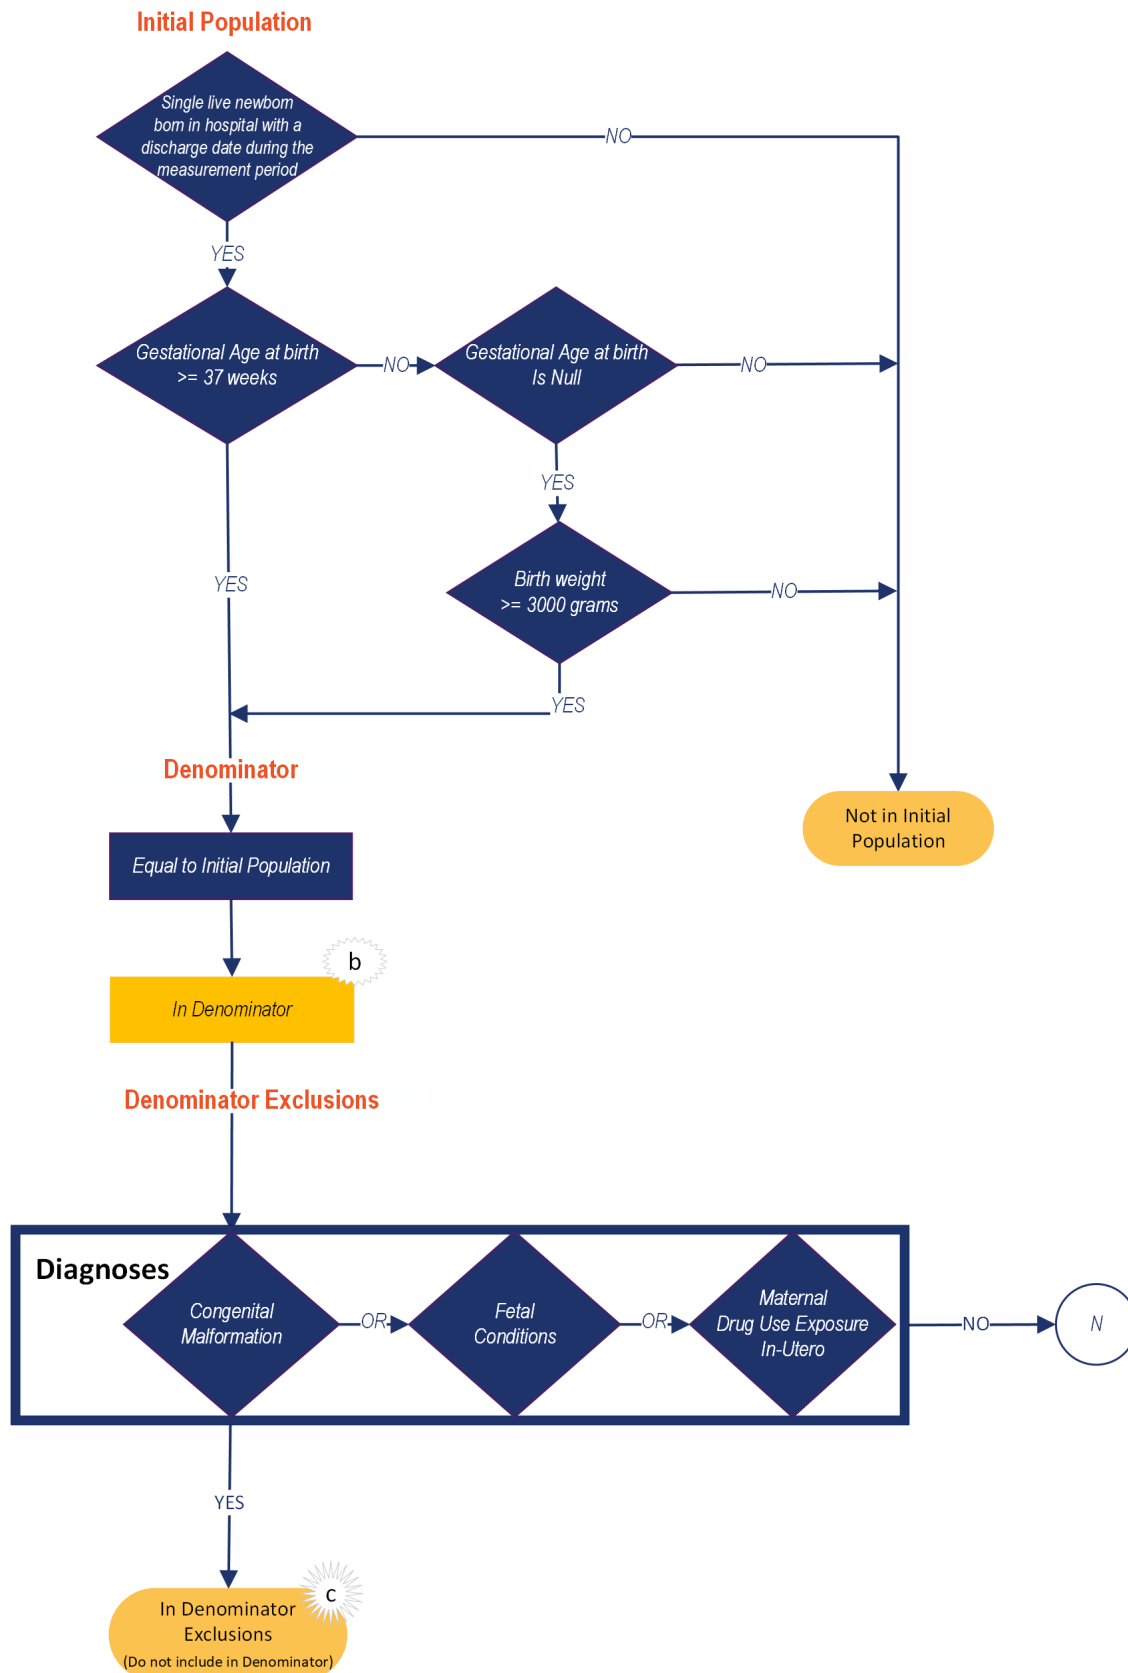 Initial Population
Single live newborn
born in hospital with a
discharge date during the
measurement period
NO
YES
Gestational Age at birth
>= 37 weeks
NO
Gestational Age at birth
Is Null
NO
YES
YES
Birth weight
>= 3000 grams
NO
YES
Denominator
Not in Initial
Population
Equal to Initial Population
b
In Denominator
Denominator Exclusions
Diagnoses
Congenital
Malformation
OR
Fetal
Conditions
OR
Maternal
Drug Use Exposure
In-Utero
NO
N
YES
c
In Denominator
Exclusions
(Do not include in Denominator)